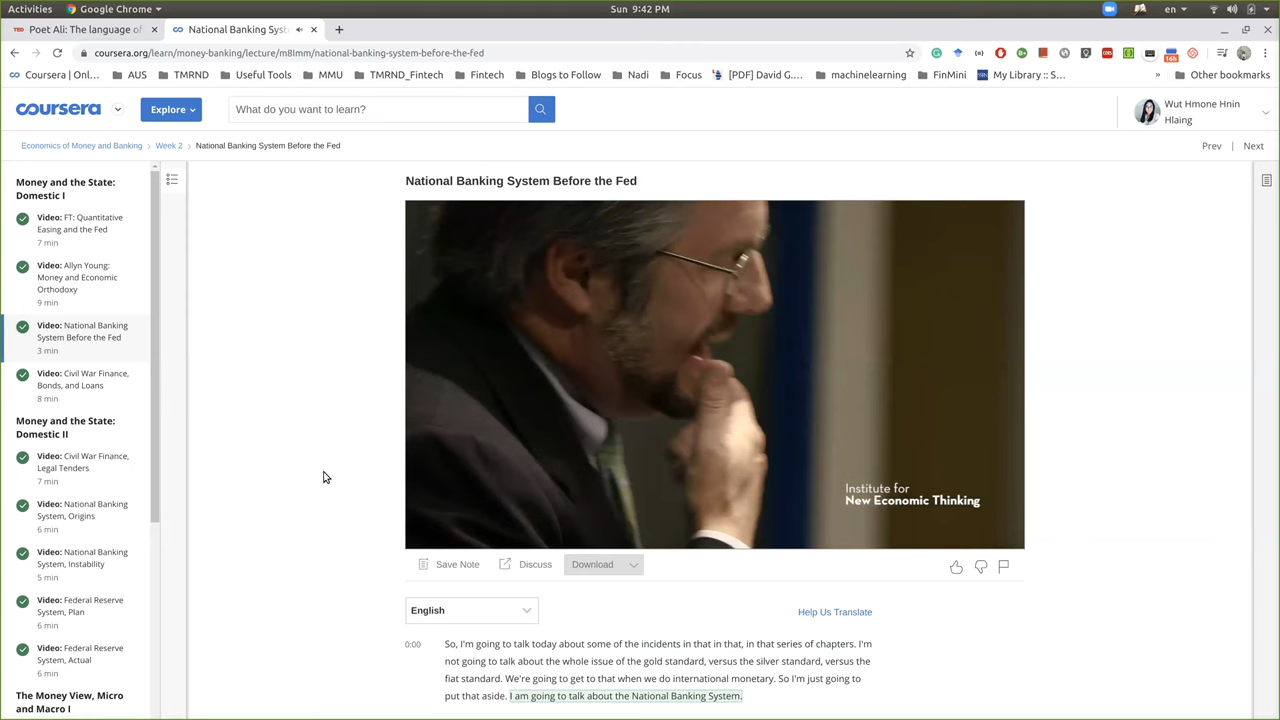 Activities
Google Chrome
Sun 9:42 PM
en
Poet Ali: The language of
National Banking Sys
coursera.org/learn/money-banking/lecture/m8Imm/national-banking-system-before-the-fed
Coursera | Onl…
AUS
TMRND
Useful Tools
MMU
TMRND_Fintech
Fintech
Blogs to Follow
Nadi
Focus
[PDF] David G.…
machinelearning
FinMini
My Library :: S…
»
Other bookmarks
coursera
Explore
What do you want to learn?
Wut Hmone Hnin
Hlaing
Economics of Money and Banking
Week 2
National Banking System Before the Fed
Prev | Next
Money and the State:
Domestic I
Video: FT: Quantitative
Easing and the Fed
7 min
Video: Allyn Young:
Money and Economic
Orthodoxy
9 min
Video: National Banking
System Before the Fed
3 min
Video: Civil War Finance,
Bonds, and Loans
8 min
Money and the State:
Domestic II
Video: Civil War Finance,
Legal Tenders
7 min
Video: National Banking
System, Origins
6 min
Video: National Banking
System, Instability
5 min
Video: Federal Reserve
System, Plan
6 min
Video: Federal Reserve
System, Actual
6 min
The Money View, Micro
and Macro I
National Banking System Before the Fed
Institute for
New Economic Thinking
Save Note
Discuss
Download
English
Help Us Translate
0:00
So, I'm going to talk today about some of the incidents in that in that, in that series of chapters. I'm
not going to talk about the whole issue of the gold standard, versus the silver standard, versus the
fiat standard. We're going to get to that when we do international monetary. So I'm just going to
put that aside. I am going to talk about the National Banking System.